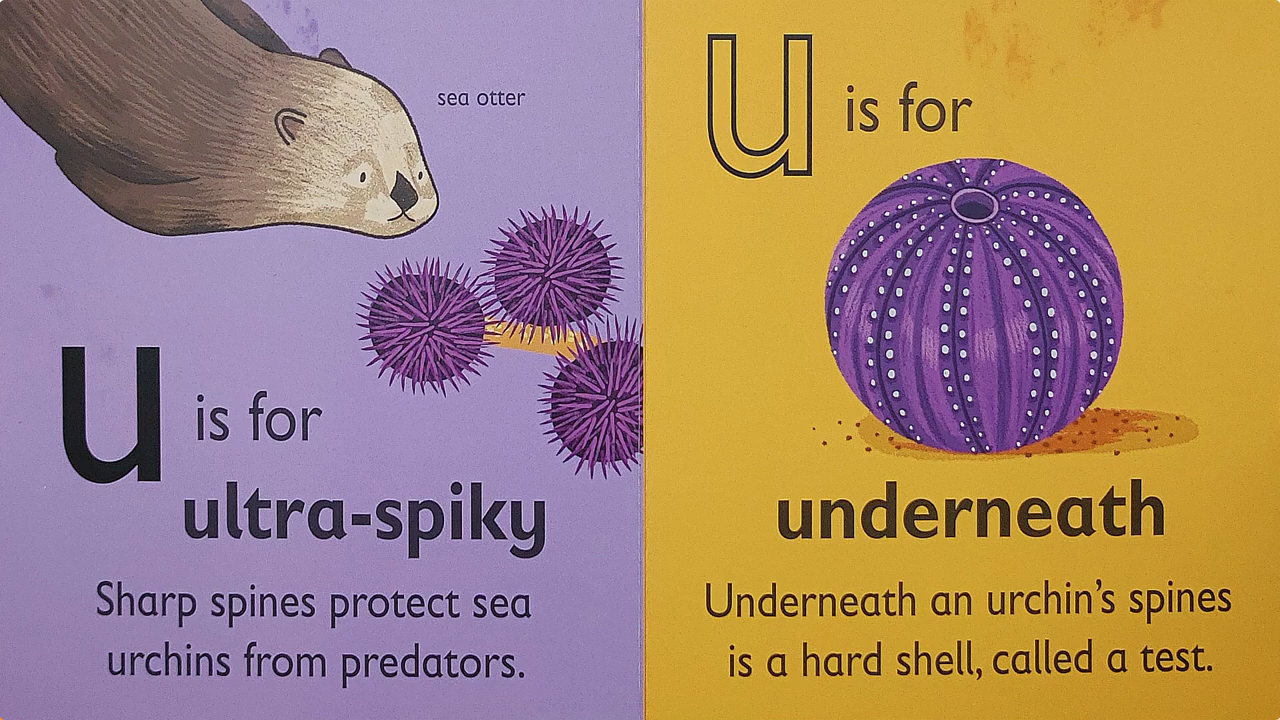 sea otter
u is for
ultra-spiky
Sharp spines protect sea
urchins from predators.
u is for
underneath
Underneath an urchin's spines
is a hard shell, called a test.